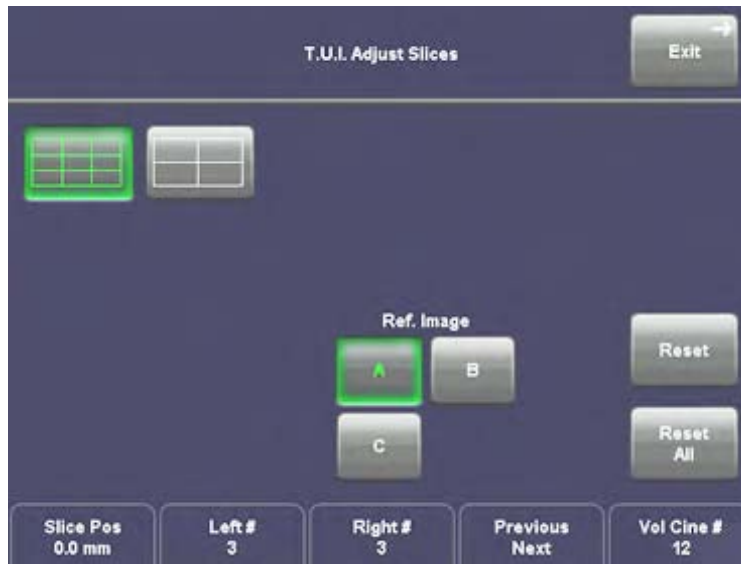 T.U.I. Adjust Slices
Exit
Ref. Image
A
B
Reset
C
Reset
All
Slice Pos
0.0 mm
Left #
3
Right #
3
Previous
Next
Vol Cine #
12